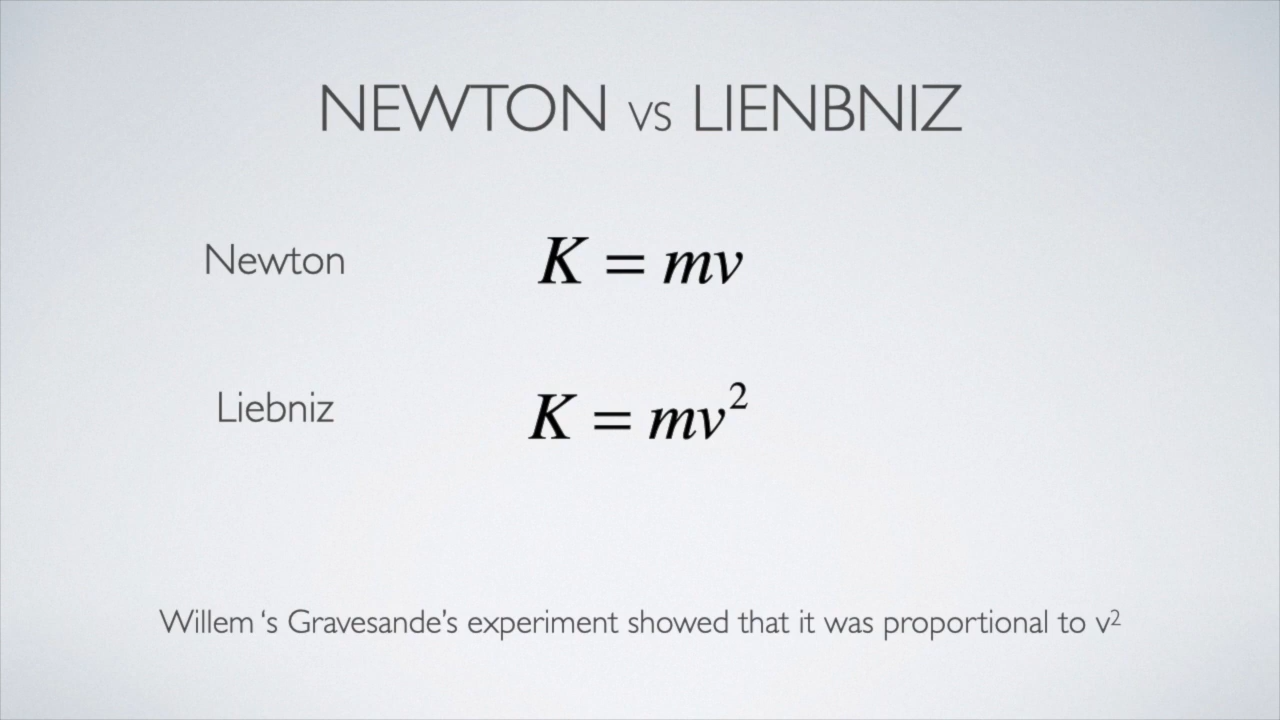 NEWTON VS LIENBNIZ
Newton K = mv
Liebniz K = mv²
Willem ‘s Gravesande’s experiment showed that it was proportional to v²